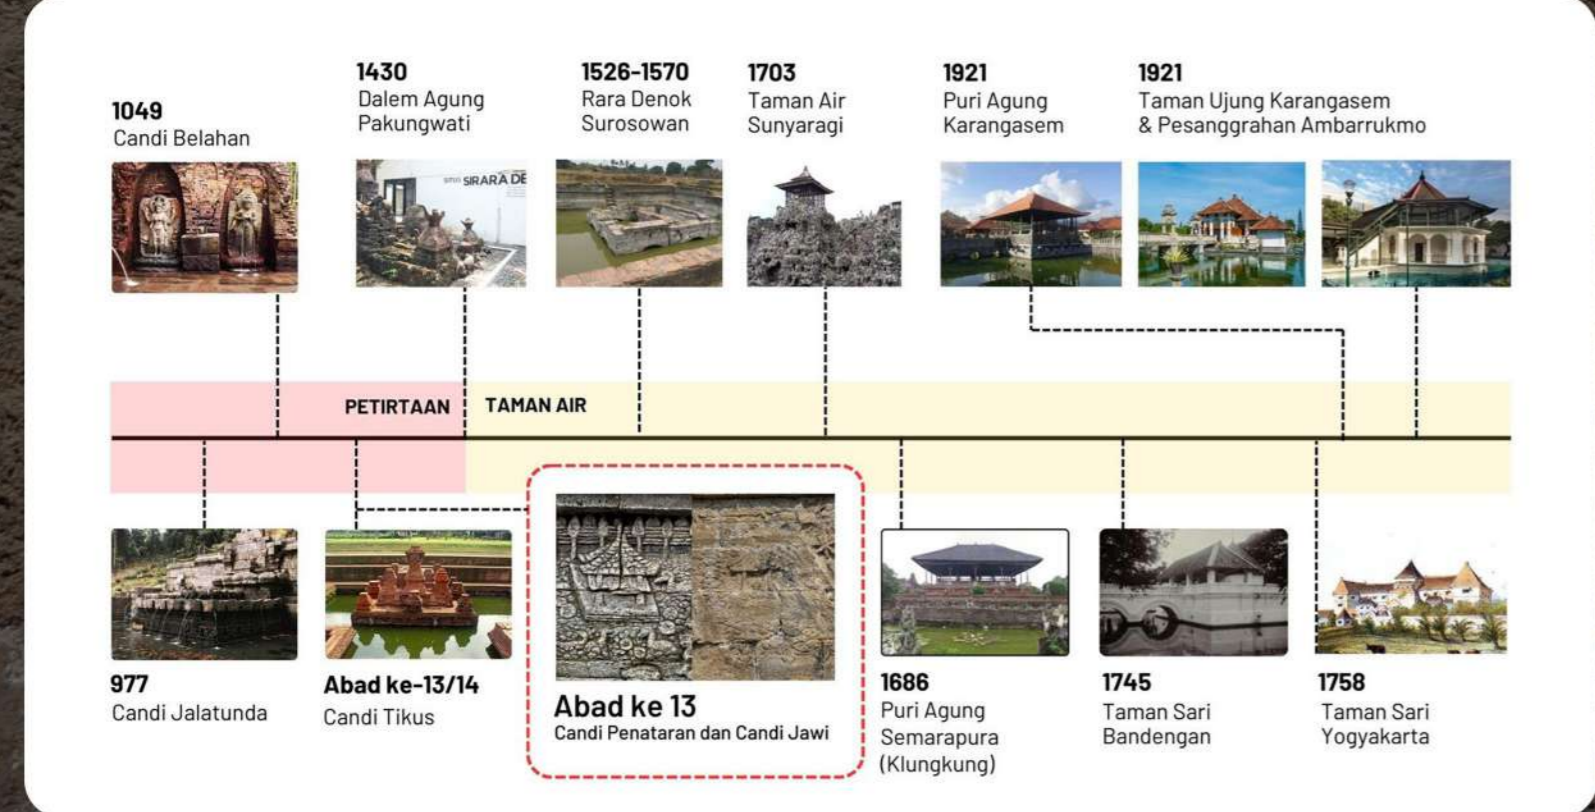 1049
Candi Belahan
1430
Dalem Agung
Pakungwati
1526-1570
Rara Denok
Surosowan
1703
Taman Air
Sunyaragi
1921
Puri Agung
Karangasem
1921
Taman Ujung Karangasem
& Pesanggrahan Ambarrukmo
SITUS SIRARA DE
PETIRTAAN
TAMAN AIR
977
Candi Jalatunda
Abad ke-13/14
Candi Tikus
Abad ke 13
Candi Penataran dan Candi Jawi
1686
Puri Agung
Semarapura
(Klungkung)
1745
Taman Sari
Bandengan
1758
Taman Sari
Yogyakarta